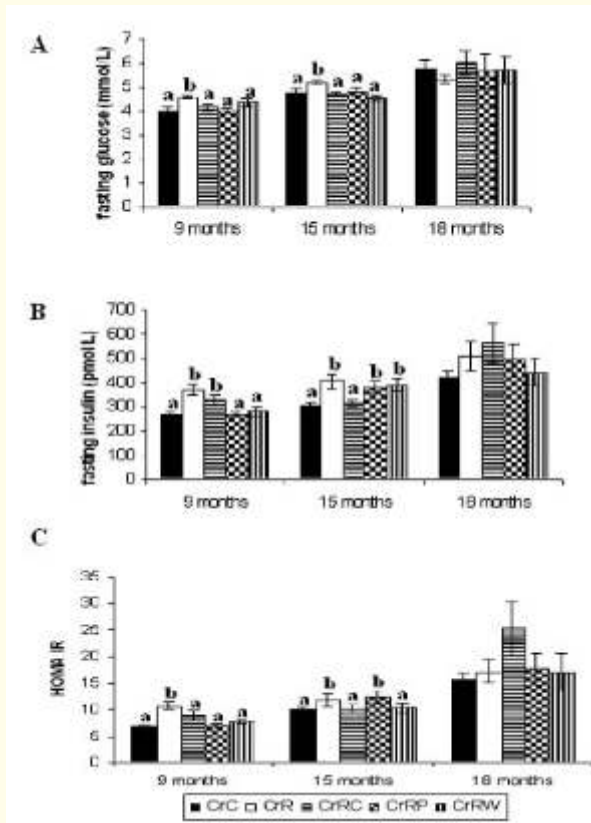 A
fasting glucose (mmol/L)
7
6
5
4
3
2
1
0
a b a a a
a b a a a
9 months 15 months 18 months
B
fasting insulin (pmol/L)
700
600
500
400
300
200
100
0
a b b a a
a b a b b
9 months 15 months 18 months
C
HOMA IR
35
30
25
20
15
10
5
0
a b a a a
a b a b a
9 months 15 months 18 months
CrC CrR CrRC CrRP CrRW